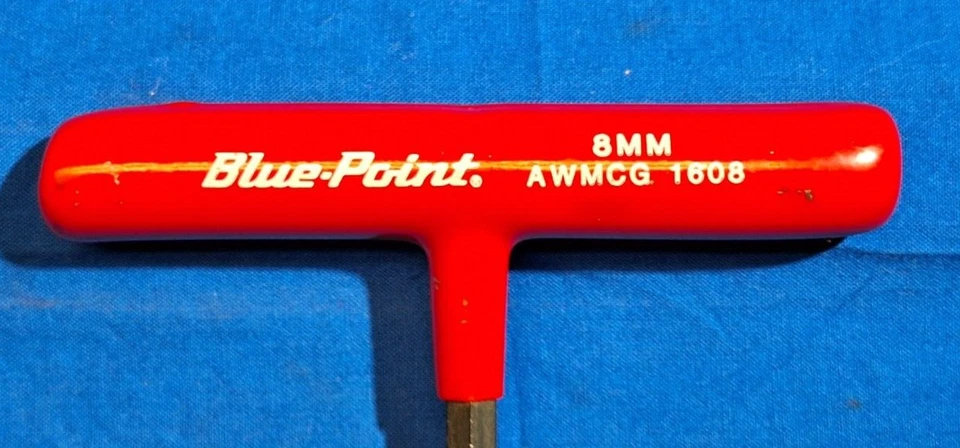 Blue-Point®
8MM
AWMCG 1608